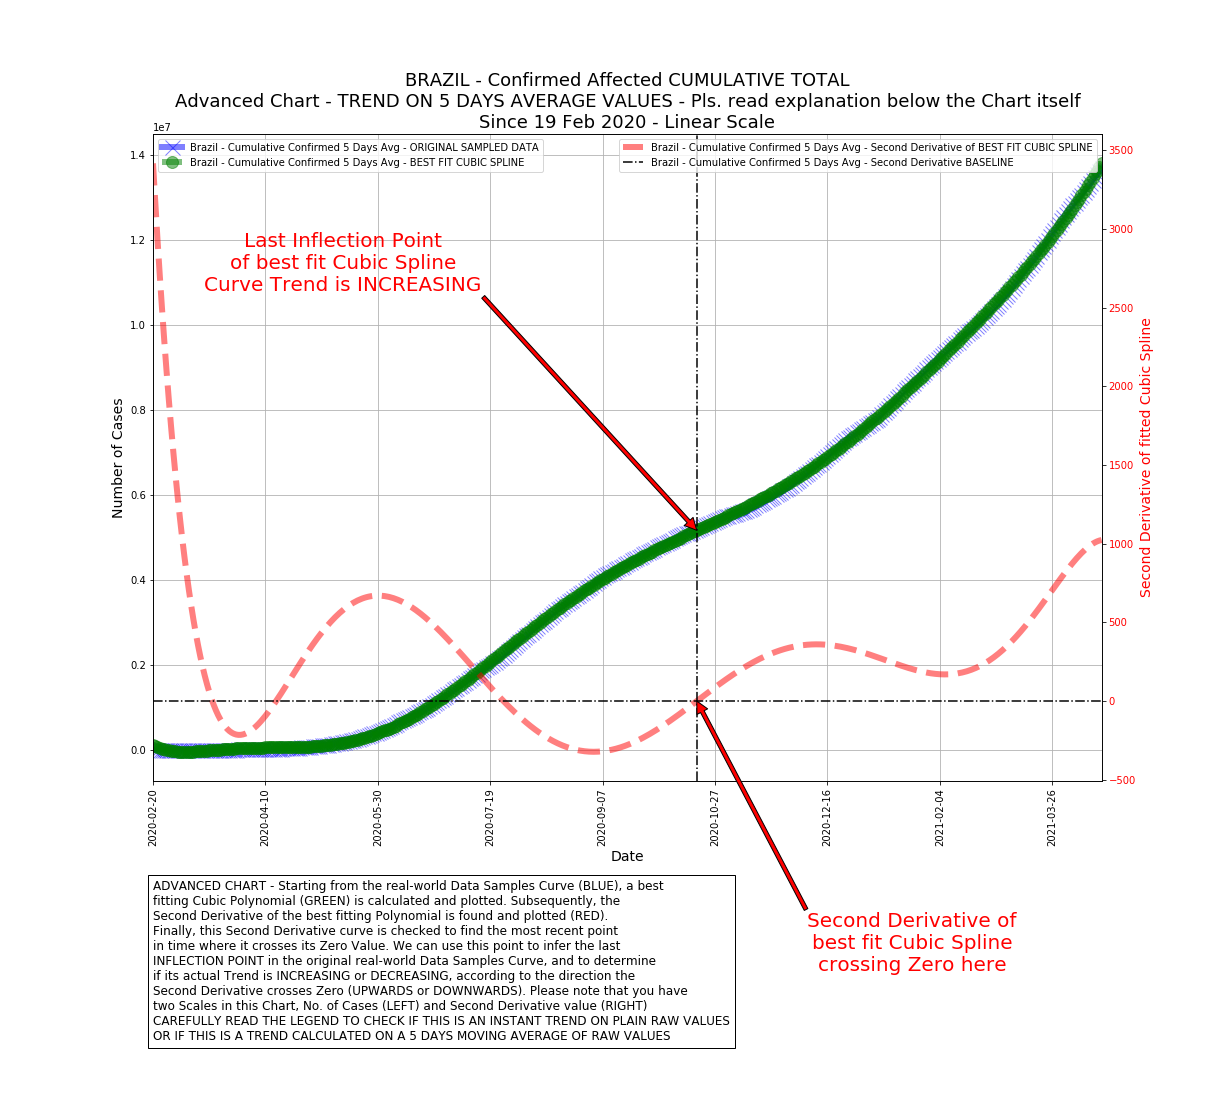 BRAZIL - Confirmed Affected CUMULATIVE TOTAL
Advanced Chart - TREND ON 5 DAYS AVERAGE VALUES - Pls. read explanation below the Chart itself
Since 19 Feb 2020 - Linear Scale
1e7
Brazil - Cumulative Confirmed 5 Days Avg - ORIGINAL SAMPLED DATA
Brazil - Cumulative Confirmed 5 Days Avg - BEST FIT CUBIC SPLINE
Brazil - Cumulative Confirmed 5 Days Avg - Second Derivative of BEST FIT CUBIC SPLINE
Brazil - Cumulative Confirmed 5 Days Avg - Second Derivative BASELINE
Last Inflection Point
of best fit Cubic Spline
Curve Trend is INCREASING
Number of Cases
1.4
1.2
1.0
0.8
0.6
0.4
0.2
0.0
3500
3000
2500
2000
1500
1000
500
0
−500
Second Derivative of fitted Cubic Spline
2020-02-20
2020-04-10
2020-05-30
2020-07-19
2020-09-07
2020-10-27
2020-12-16
2021-02-04
2021-03-26
Date
Second Derivative of
best fit Cubic Spline
crossing Zero here
ADVANCED CHART - Starting from the real-world Data Samples Curve (BLUE), a best
fitting Cubic Polynomial (GREEN) is calculated and plotted. Subsequently, the
Second Derivative of the best fitting Polynomial is found and plotted (RED).
Finally, this Second Derivative curve is checked to find the most recent point
in time where it crosses its Zero Value. We can use this point to infer the last
INFLECTION POINT in the original real-world Data Samples Curve, and to determine
if its actual Trend is INCREASING or DECREASING, according to the direction the
Second Derivative crosses Zero (UPWARDS or DOWNWARDS). Please note that you have
two Scales in this Chart, No. of Cases (LEFT) and Second Derivative value (RIGHT)
CAREFULLY READ THE LEGEND TO CHECK IF THIS IS AN INSTANT TREND ON PLAIN RAW VALUES
OR IF THIS IS A TREND CALCULATED ON A 5 DAYS MOVING AVERAGE OF RAW VALUES